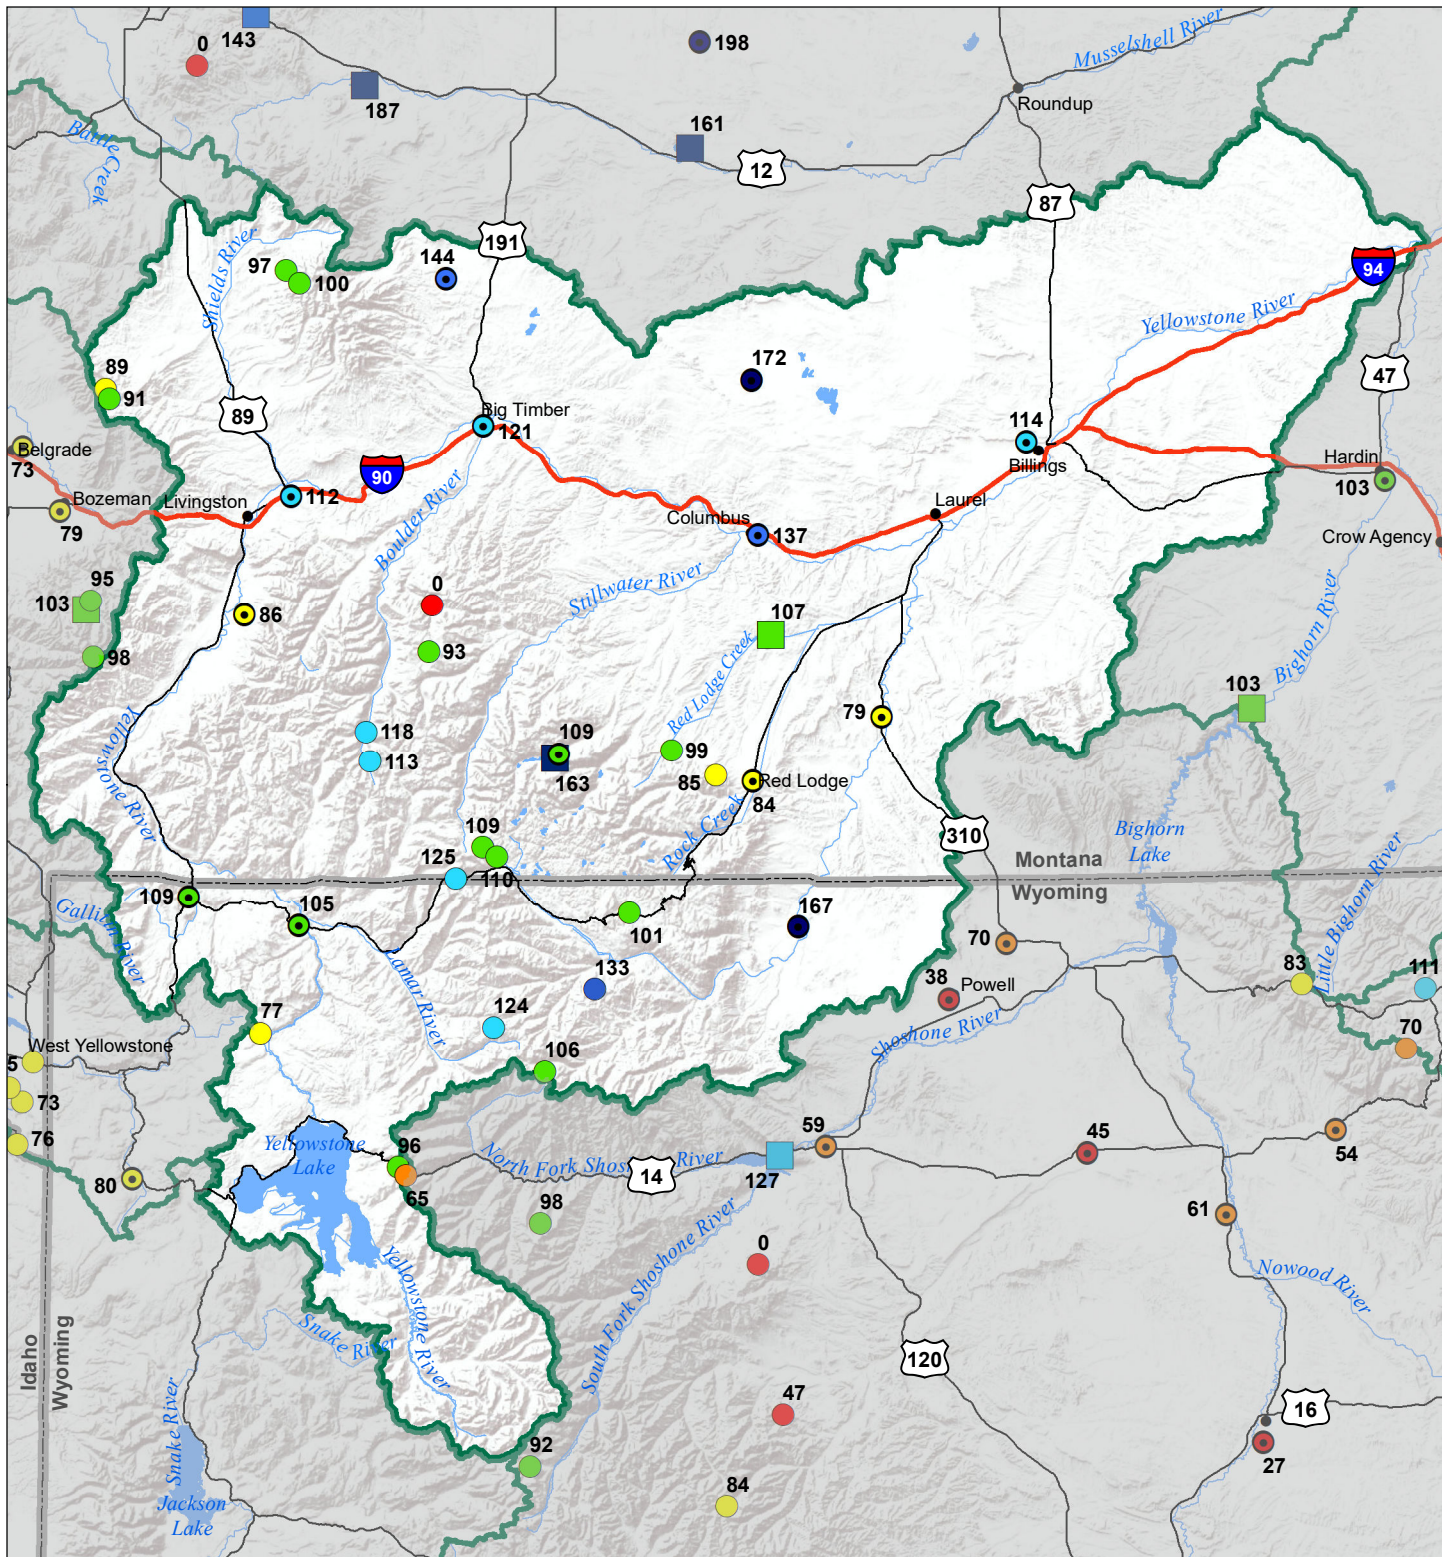 143
0
198
Musselshell River
187
Roundup
161
12
Battle Creek
87
191
Shields River
97
100
144
94
Yellowstone River
89
91
172
47
89
Big Timber
121
114
Billings
Belgrade
73
90
Hardin
103
Bozeman
79
Livingston
112
Laurel
Columbus
137
Crow Agency
Boulder River
Stillwater River
95
103
0
86
107
98
93
Red Lodge Creek
Bighorn River
103
Yellowstone River
79
118
113
109
163
99
85
Red Lodge
84
Rock Creek
310
Bighorn
Lake
109
125
110
Montana
Wyoming
Little Bighorn River
109
Gallitin River
105
101
167
70
Lamar River
133
38
Powell
83
111
124
Shoshone River
77
West Yellowstone
70
5
73
106
76
59
45
54
Yellowstone
Lake
96
65
North Fork Shoshone River
14
127
80
98
61
Yellowstone River
South Fork Shoshone River
0
Nowood River
Snake River
Idaho
Wyoming
120
47
16
Snake River
92
27
84
Jackson
Lake